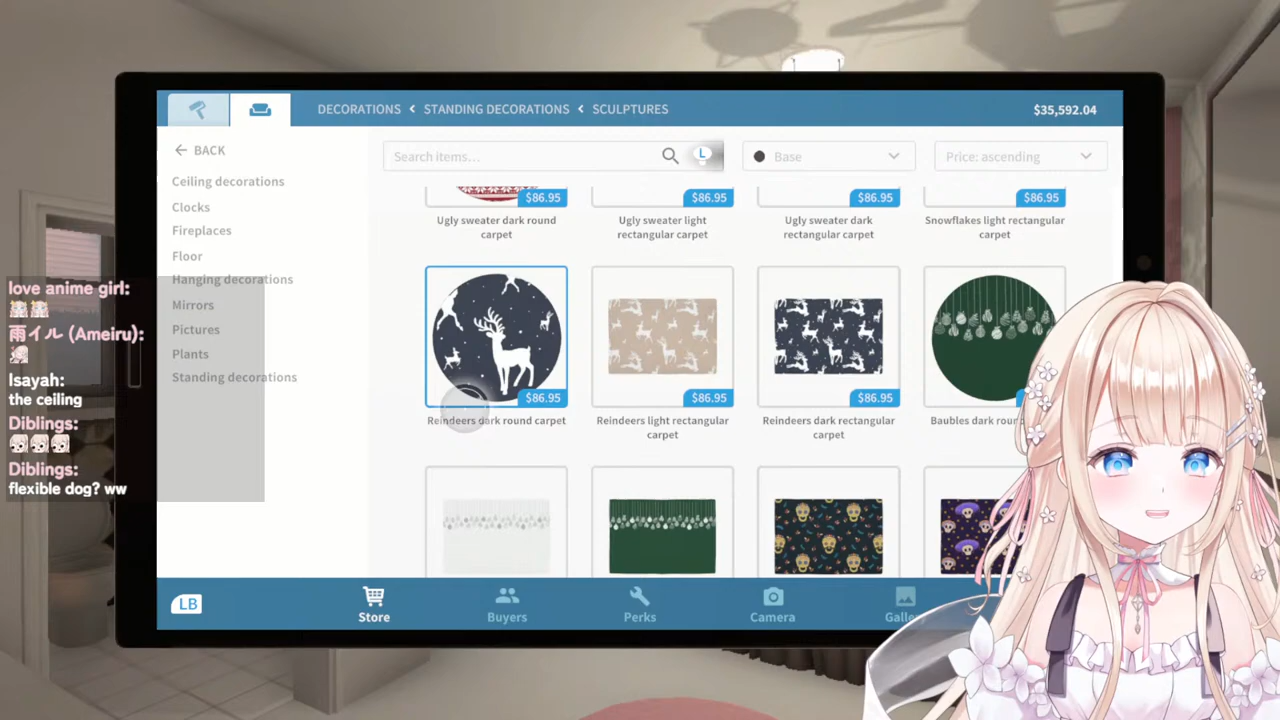 DECORATIONS < STANDING DECORATIONS < SCULPTURES
$35,592.04
BACK
Search items...
L
Base
Price: ascending
Ceiling decorations
Clocks
Fireplaces
Floor
Hanging decorations
Mirrors
Pictures
Plants
Standing decorations
$86.95
$86.95
$86.95
$86.95
Ugly sweater dark round
carpet
Ugly sweater light
rectangular carpet
Ugly sweater dark
rectangular carpet
Snowflakes light rectangular
carpet
$86.95
$86.95
$86.95
Reindeers dark round carpet
Reindeers light rectangular
carpet
Reindeers dark rectangular
carpet
Baubles dark roun
love anime girl:
雨イル (Ameiru):
Isayah:
the ceiling
Diblings:
Diblings:
flexible dog? ww
LB
Store
Buyers
Perks
Camera
Galle